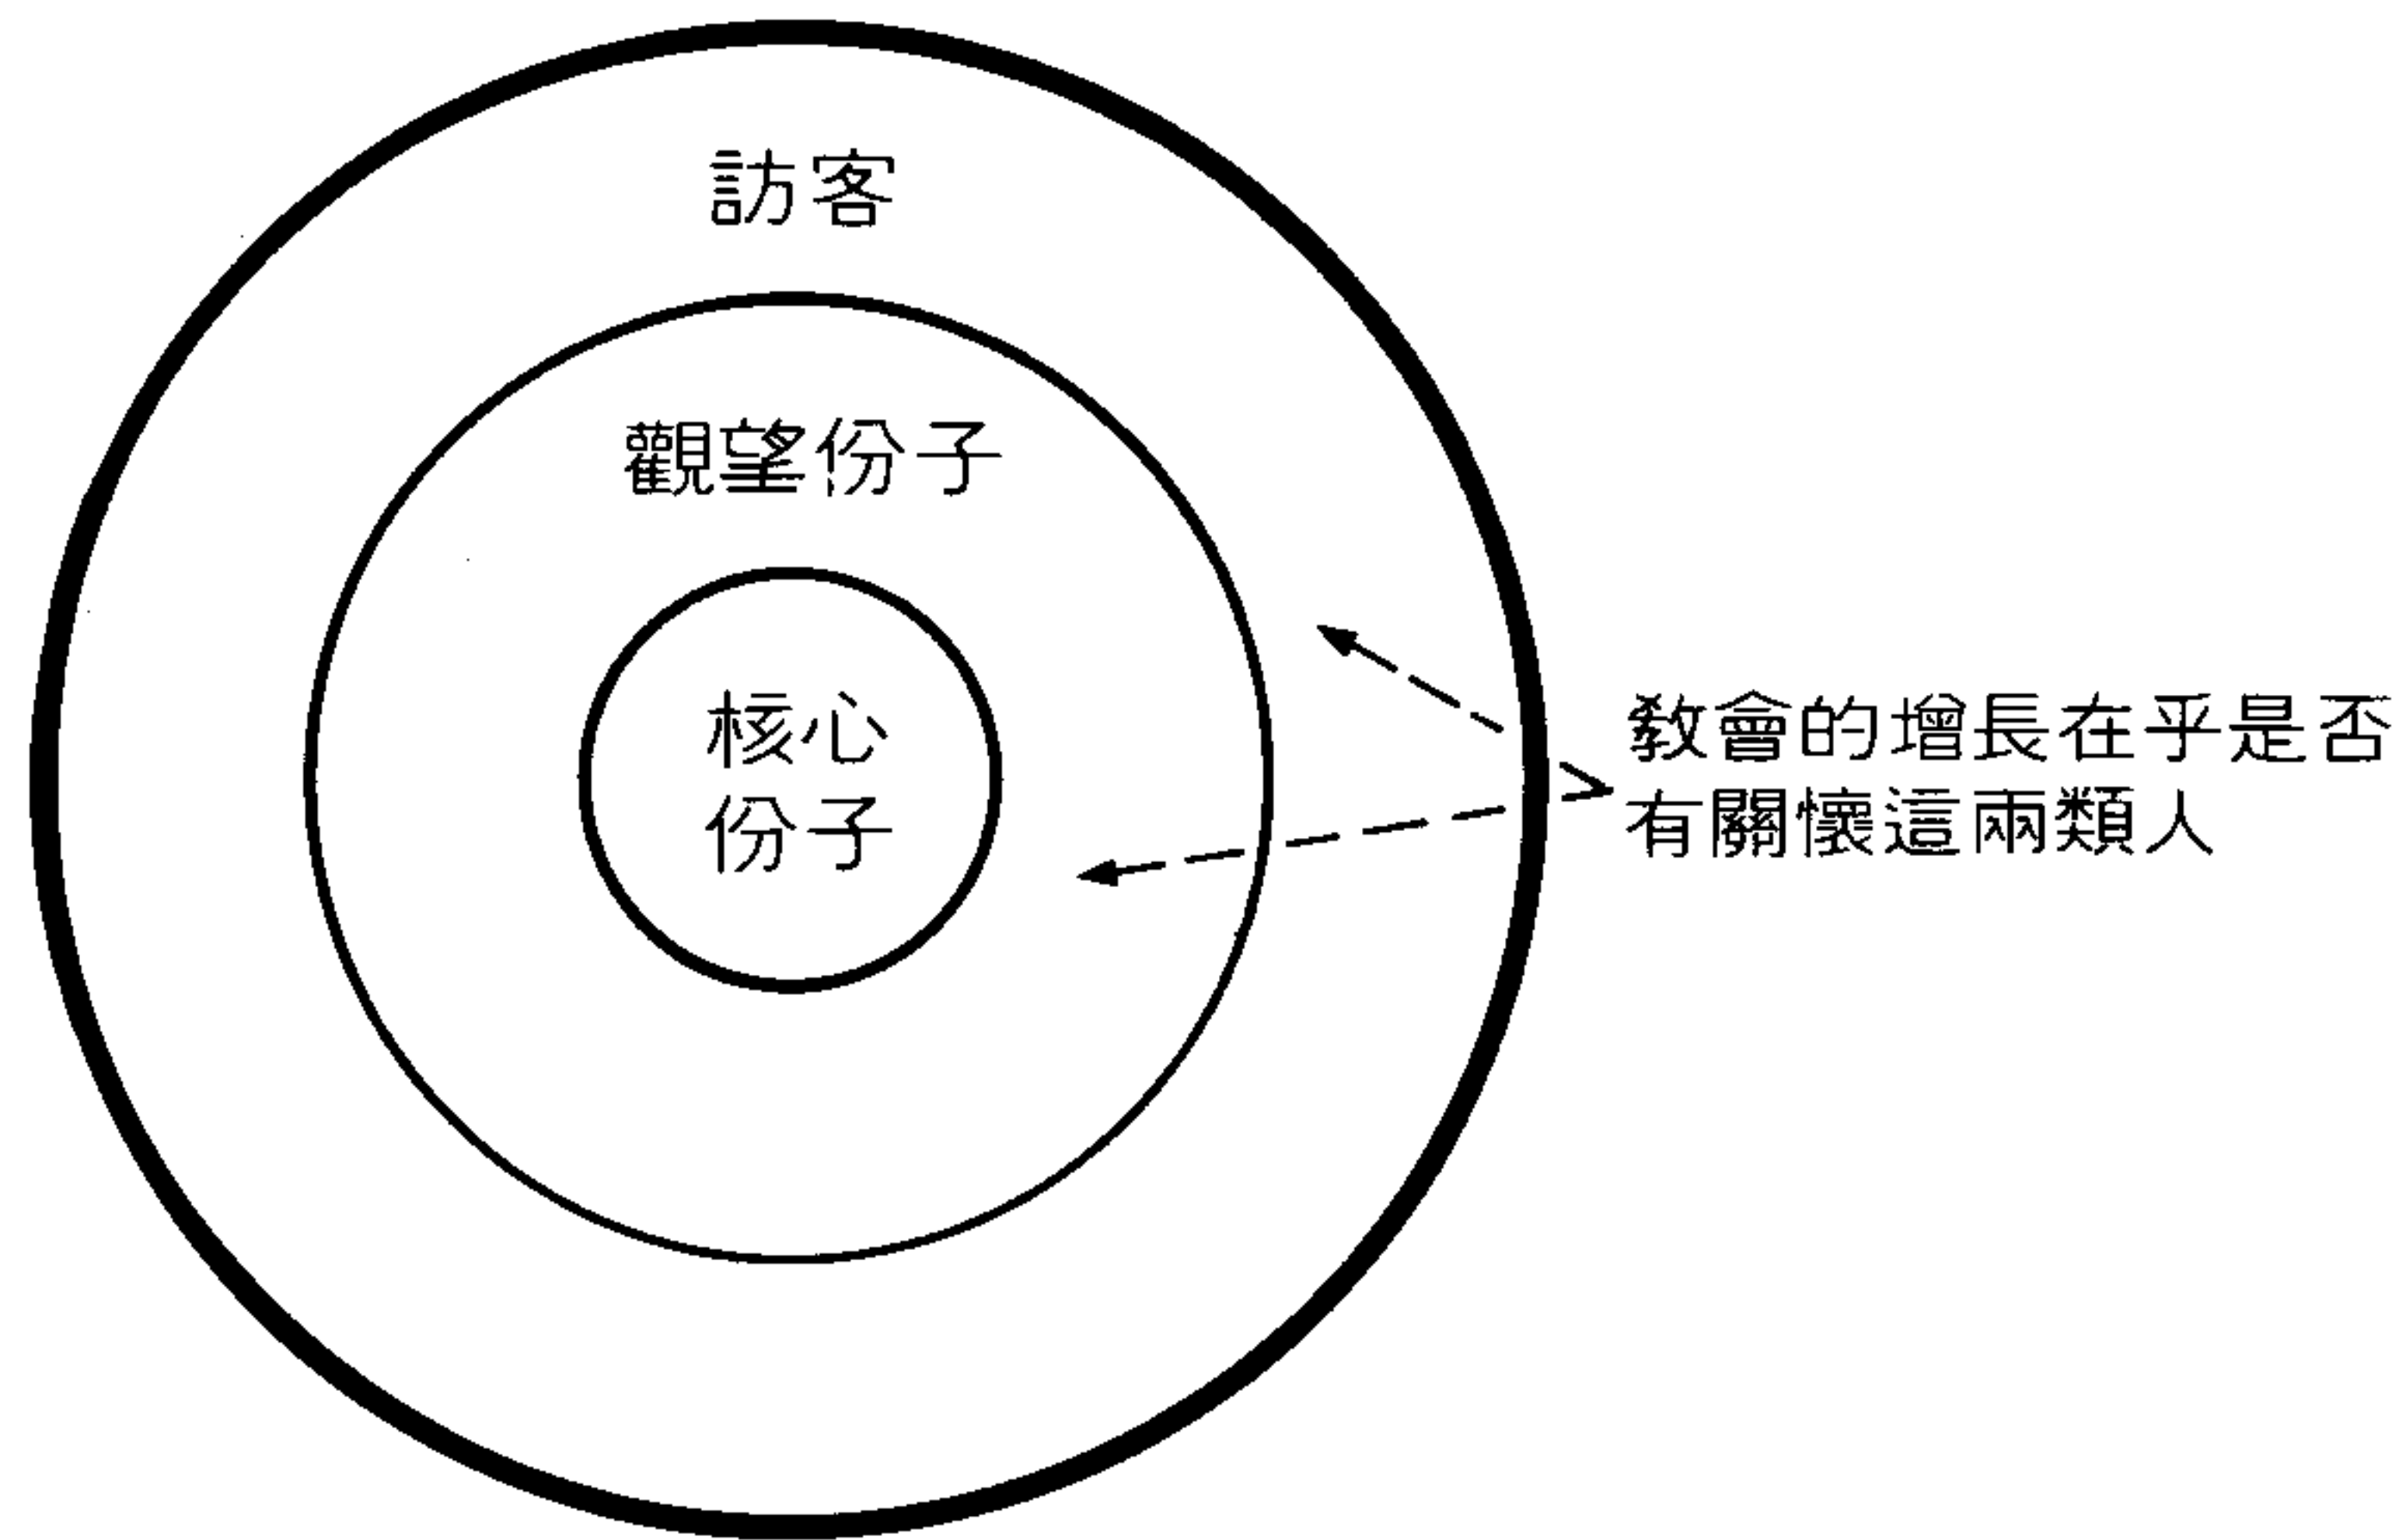 訪客
觀望份子
核心
份子
教會的增長在乎是否
有關懷這兩類人